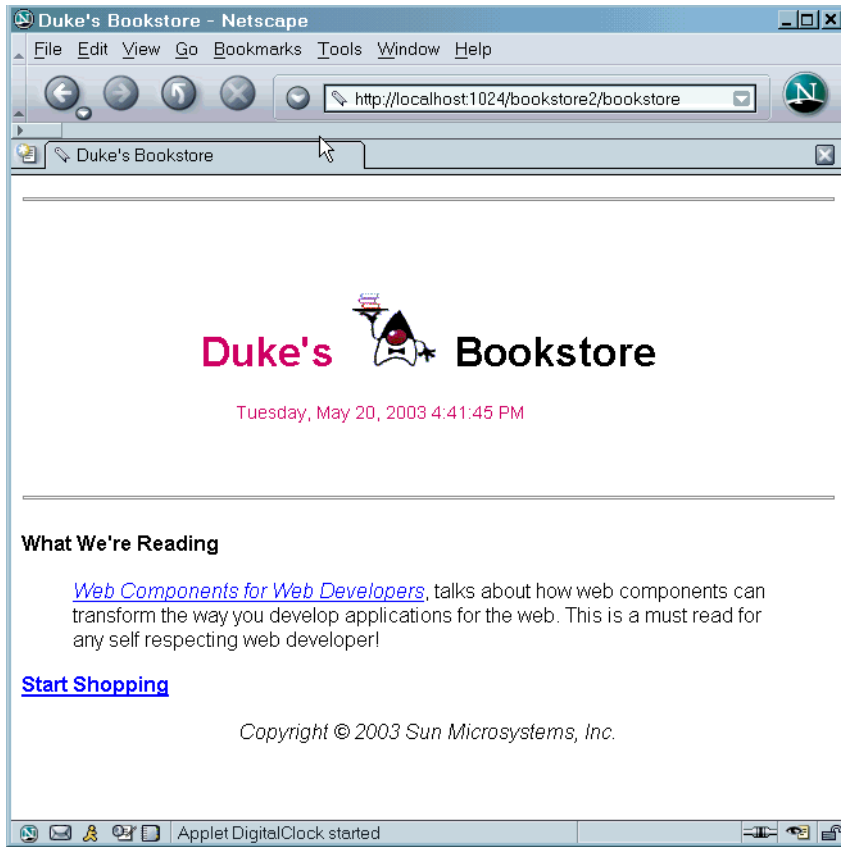 Duke's Bookstore - Netscape
File Edit View Go Bookmarks Tools Window Help
http://localhost:1024/bookstore2/bookstore
N
Duke's Bookstore
Duke's Bookstore
Tuesday, May 20, 2003 4:41:45 PM
What We're Reading
Web Components for Web Developers, talks about how web components can
transform the way you develop applications for the web. This is a must read for
any self respecting web developer!
Start Shopping
Copyright © 2003 Sun Microsystems, Inc.
Applet DigitalClock started